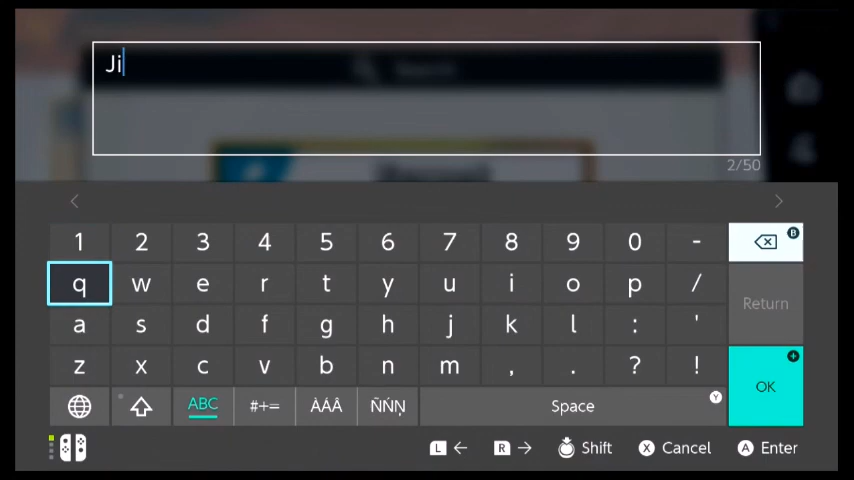 Ji
Search
2/50
1 2 3 4 5 6 7 8 9 0 -
q w e r t y u i o p /
Return
a s d f g h j k l : '
z x c v b n m , . ? !
OK
ABC #+= ÀÁÂ ÑŃŅ Space
L ← R → Shift X Cancel A Enter